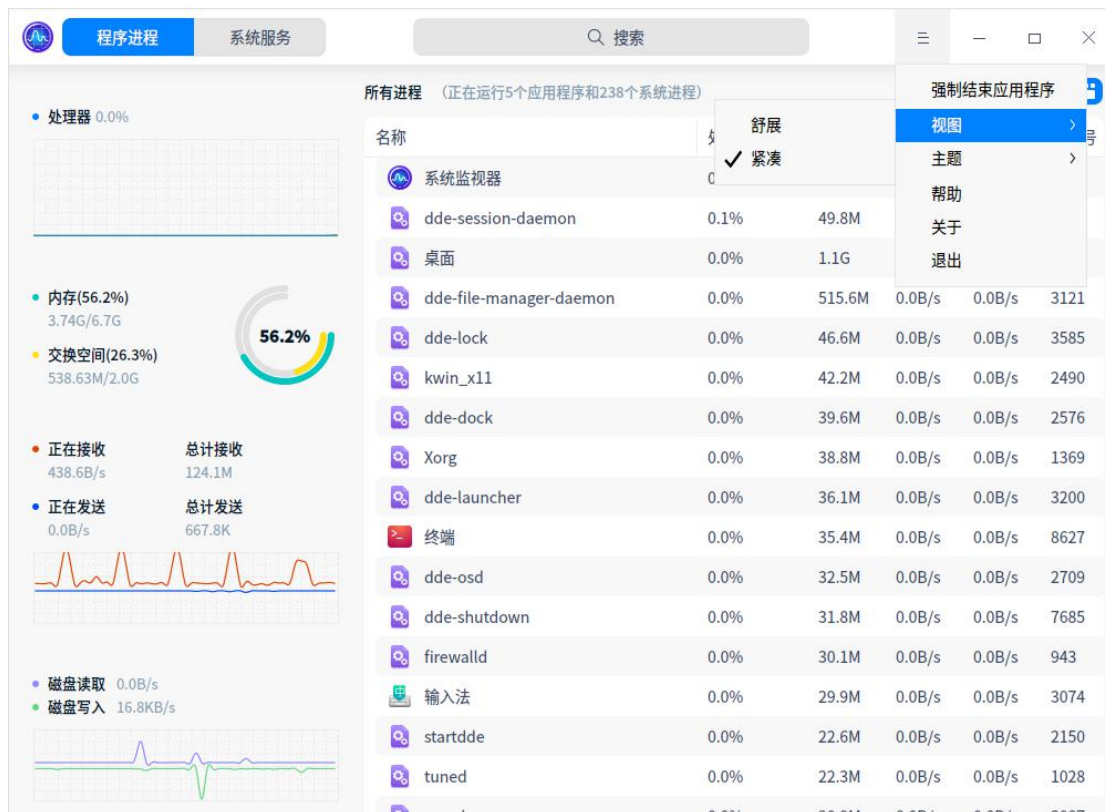 程序进程 系统服务 搜索
强制结束应用程序
视图
主题
帮助
关于
退出
舒展
紧凑
处理器 0.0%
内存(56.2%)
3.74G/6.7G
交换空间(26.3%)
538.63M/2.0G
56.2%
正在接收 总计接收
438.6B/s 124.1M
正在发送 总计发送
0.0B/s 667.8K
磁盘读取 0.0B/s
磁盘写入 16.8KB/s
所有进程 (正在运行5个应用程序和238个系统进程)
名称 号
系统监视器
dde-session-daemon 0.1% 49.8M
桌面 0.0% 1.1G
dde-file-manager-daemon 0.0% 515.6M 0.0B/s 0.0B/s 3121
dde-lock 0.0% 46.6M 0.0B/s 0.0B/s 3585
kwin_x11 0.0% 42.2M 0.0B/s 0.0B/s 2490
dde-dock 0.0% 39.6M 0.0B/s 0.0B/s 2576
Xorg 0.0% 38.8M 0.0B/s 0.0B/s 1369
dde-launcher 0.0% 36.1M 0.0B/s 0.0B/s 3200
终端 0.0% 35.4M 0.0B/s 0.0B/s 8627
dde-osd 0.0% 32.5M 0.0B/s 0.0B/s 2709
dde-shutdown 0.0% 31.8M 0.0B/s 0.0B/s 7685
firewalld 0.0% 30.1M 0.0B/s 0.0B/s 943
输入法 0.0% 29.9M 0.0B/s 0.0B/s 3074
startdde 0.0% 22.6M 0.0B/s 0.0B/s 2150
tuned 0.0% 22.3M 0.0B/s 0.0B/s 1028